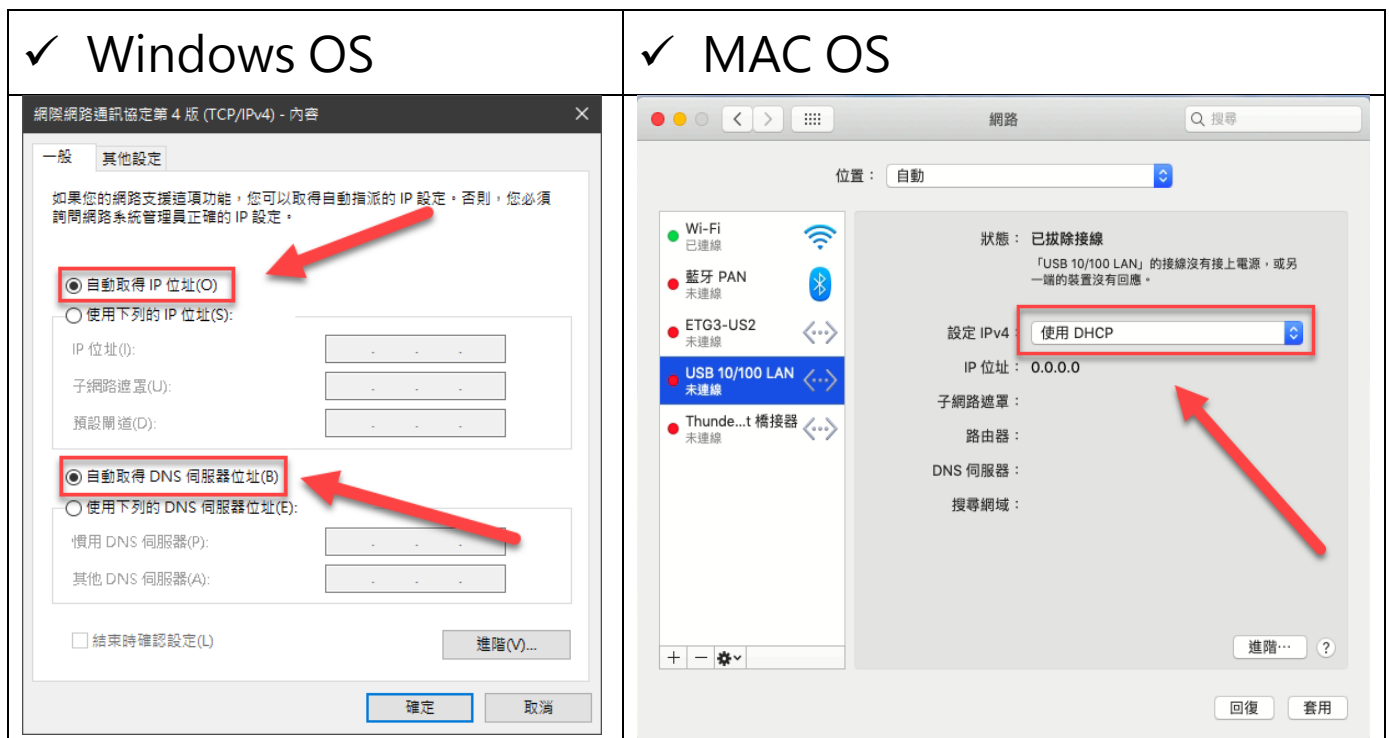 ✓ Windows OS
網際網路通訊協定第 4 版 (TCP/IPv4) - 內容
一般
其他設定
如果您的網路支援這項功能，您可以取得自動指派的 IP 設定。否則，您必須
詢問網路系統管理員正確的 IP 設定。
自動取得 IP 位址(O)
使用下列的 IP 位址(S):
IP 位址(I):
子網路遮罩(U):
預設閘道(D):
自動取得 DNS 伺服器位址(B)
使用下列的 DNS 伺服器位址(E):
慣用 DNS 伺服器(P):
其他 DNS 伺服器(A):
結束時確認設定(L)
進階(V)...
確定
取消
✓ MAC OS
網路
搜尋
位置：
自動
Wi-Fi
已連線
藍牙 PAN
未連線
ETG3-US2
未連線
USB 10/100 LAN
未連線
Thunde...t 橋接器
未連線
狀態：
已拔除接線
「USB 10/100 LAN」的接線沒有接上電源，或另
一端的裝置沒有回應。
設定 IPv4：
使用 DHCP
IP 位址：
0.0.0.0
子網路遮罩：
路由器：
DNS 伺服器：
搜尋網域：
進階⋯
?
回復
套用